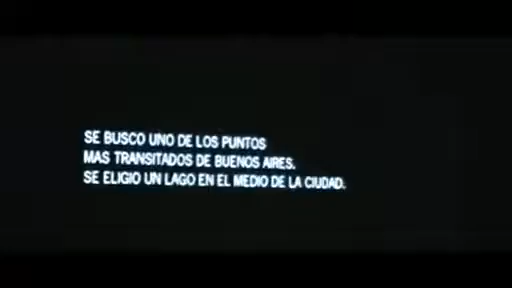 SE BUSCO UNO DE LOS PUNTOS
MAS TRANSITADOS DE BUENOS AIRES.
SE ELIGIO UN LAGO EN EL MEDIO DE LA CIUDAD.